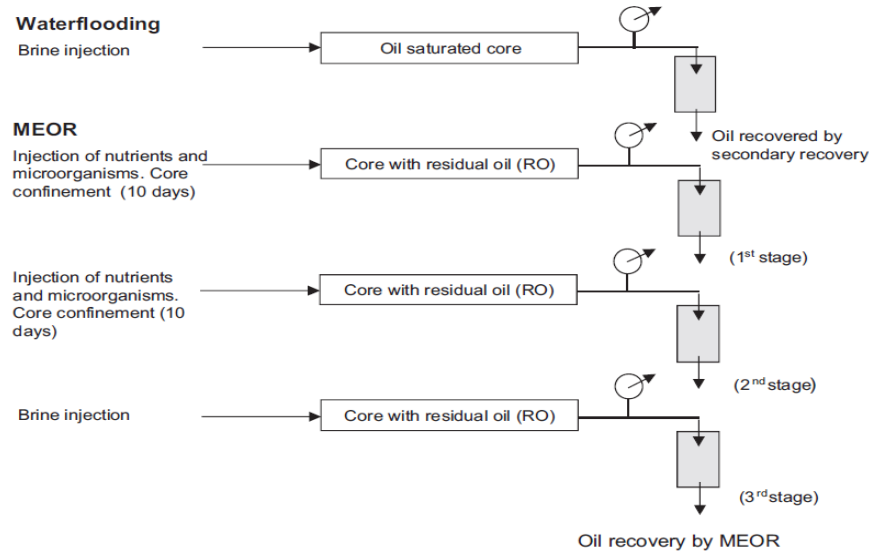 Waterflooding
Brine injection
Oil saturated core
Oil recovered by
secondary recovery
MEOR
Injection of nutrients and
microorganisms. Core
confinement (10 days)
Core with residual oil (RO)
(1st stage)
Injection of nutrients
and microorganisms.
Core confinement (10
days)
Core with residual oil (RO)
(2nd stage)
Brine injection
Core with residual oil (RO)
(3rd stage)
Oil recovery by MEOR